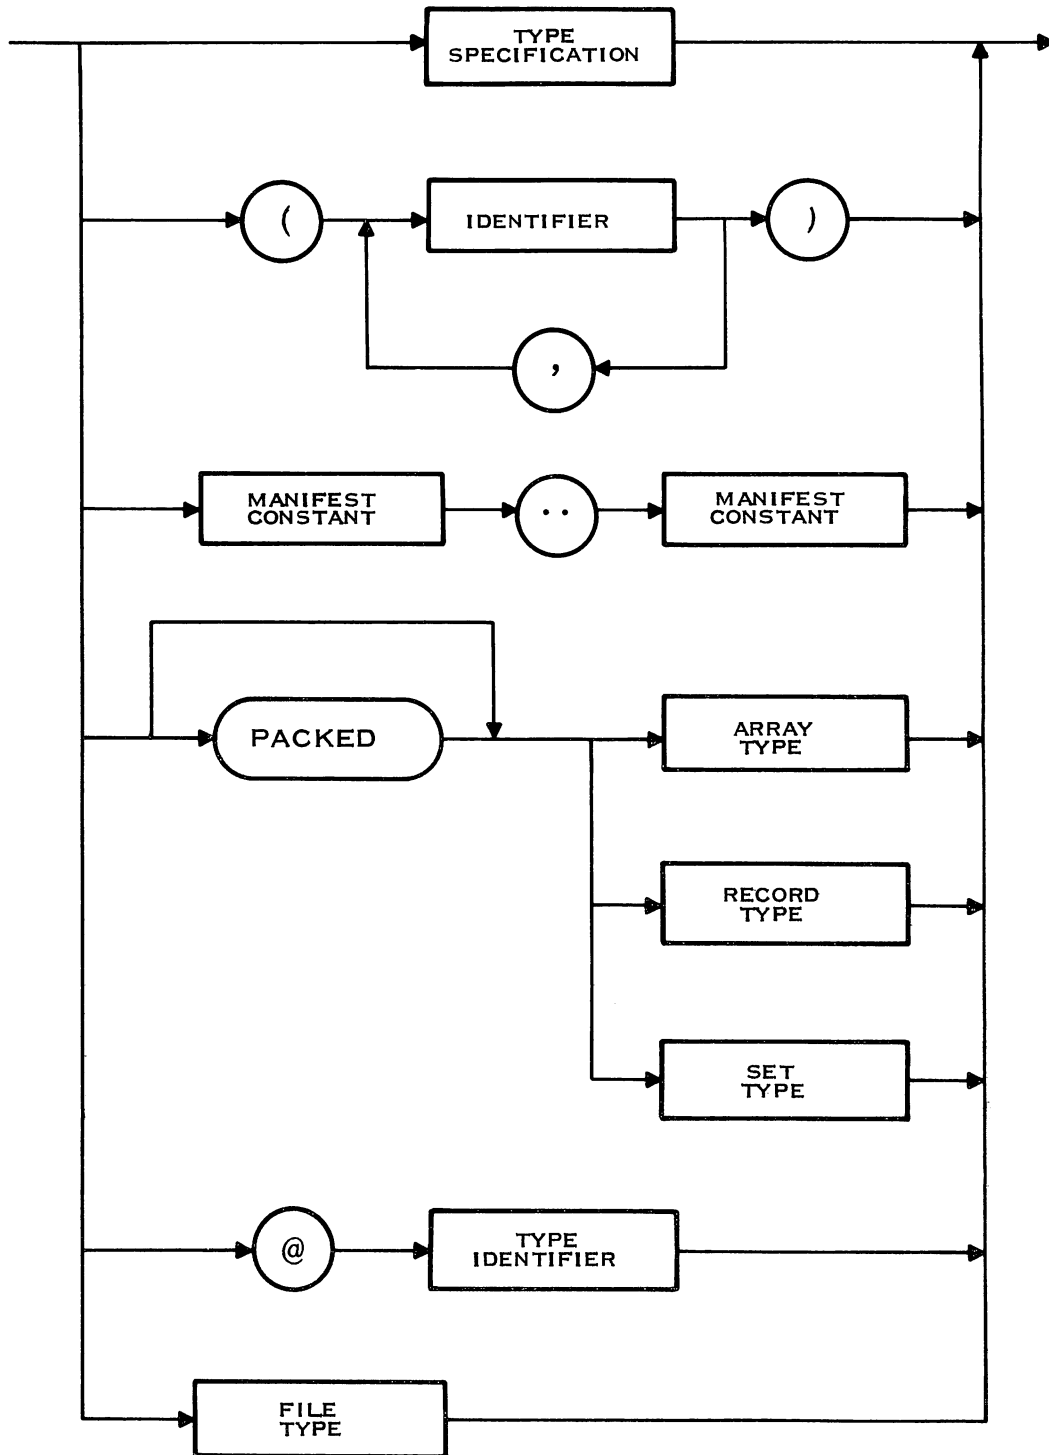 TYPE
SPECIFICATION
(
IDENTIFIER
)
,
MANIFEST
CONSTANT
..
MANIFEST
CONSTANT
PACKED
ARRAY
TYPE
RECORD
TYPE
SET
TYPE
@
TYPE
IDENTIFIER
FILE
TYPE